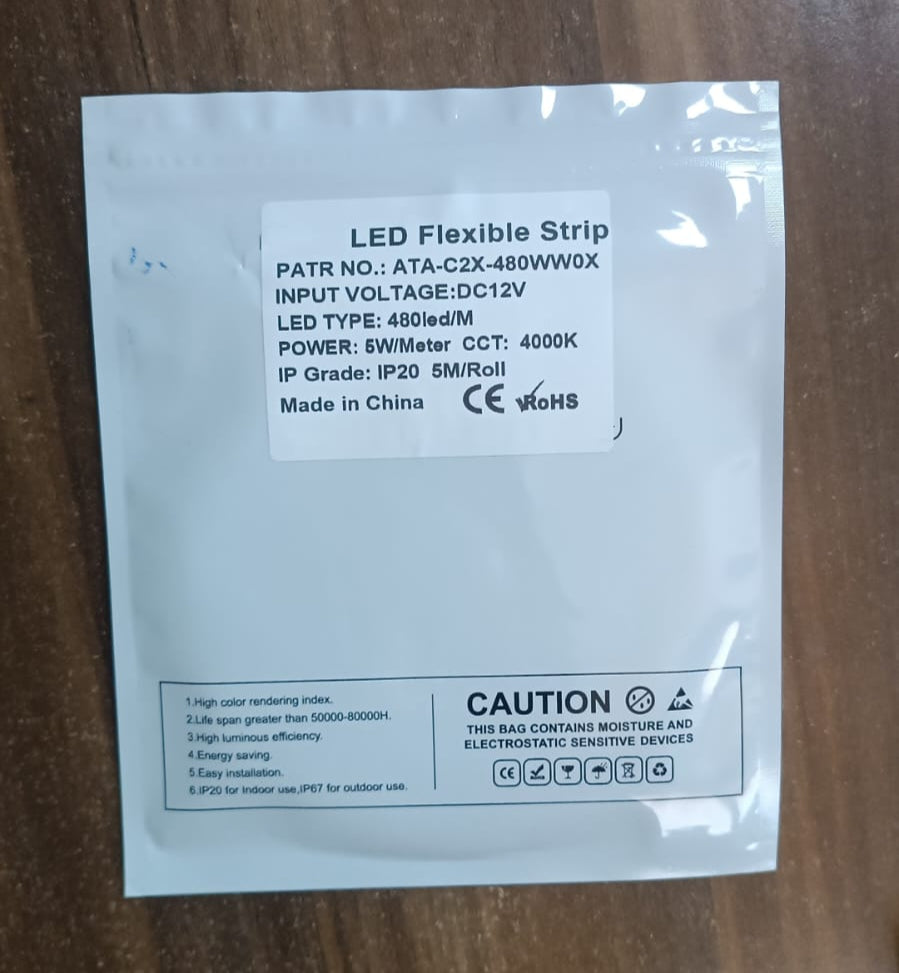 LED Flexible Strip
PATR NO.: ATA-C2X-480WW0X
INPUT VOLTAGE:DC12V
LED TYPE: 480led/M
POWER: 5W/Meter CCT: 4000K
IP Grade: IP20 5M/Roll
Made in China CE RoHS
1.High color rendering index.
2.Life span greater than 50000-80000H.
3.High luminous efficiency.
4.Energy saving.
5.Easy installation.
6.IP20 for Indoor use,IP67 for outdoor use.
CAUTION
THIS BAG CONTAINS MOISTURE AND
ELECTROSTATIC SENSITIVE DEVICES
CE